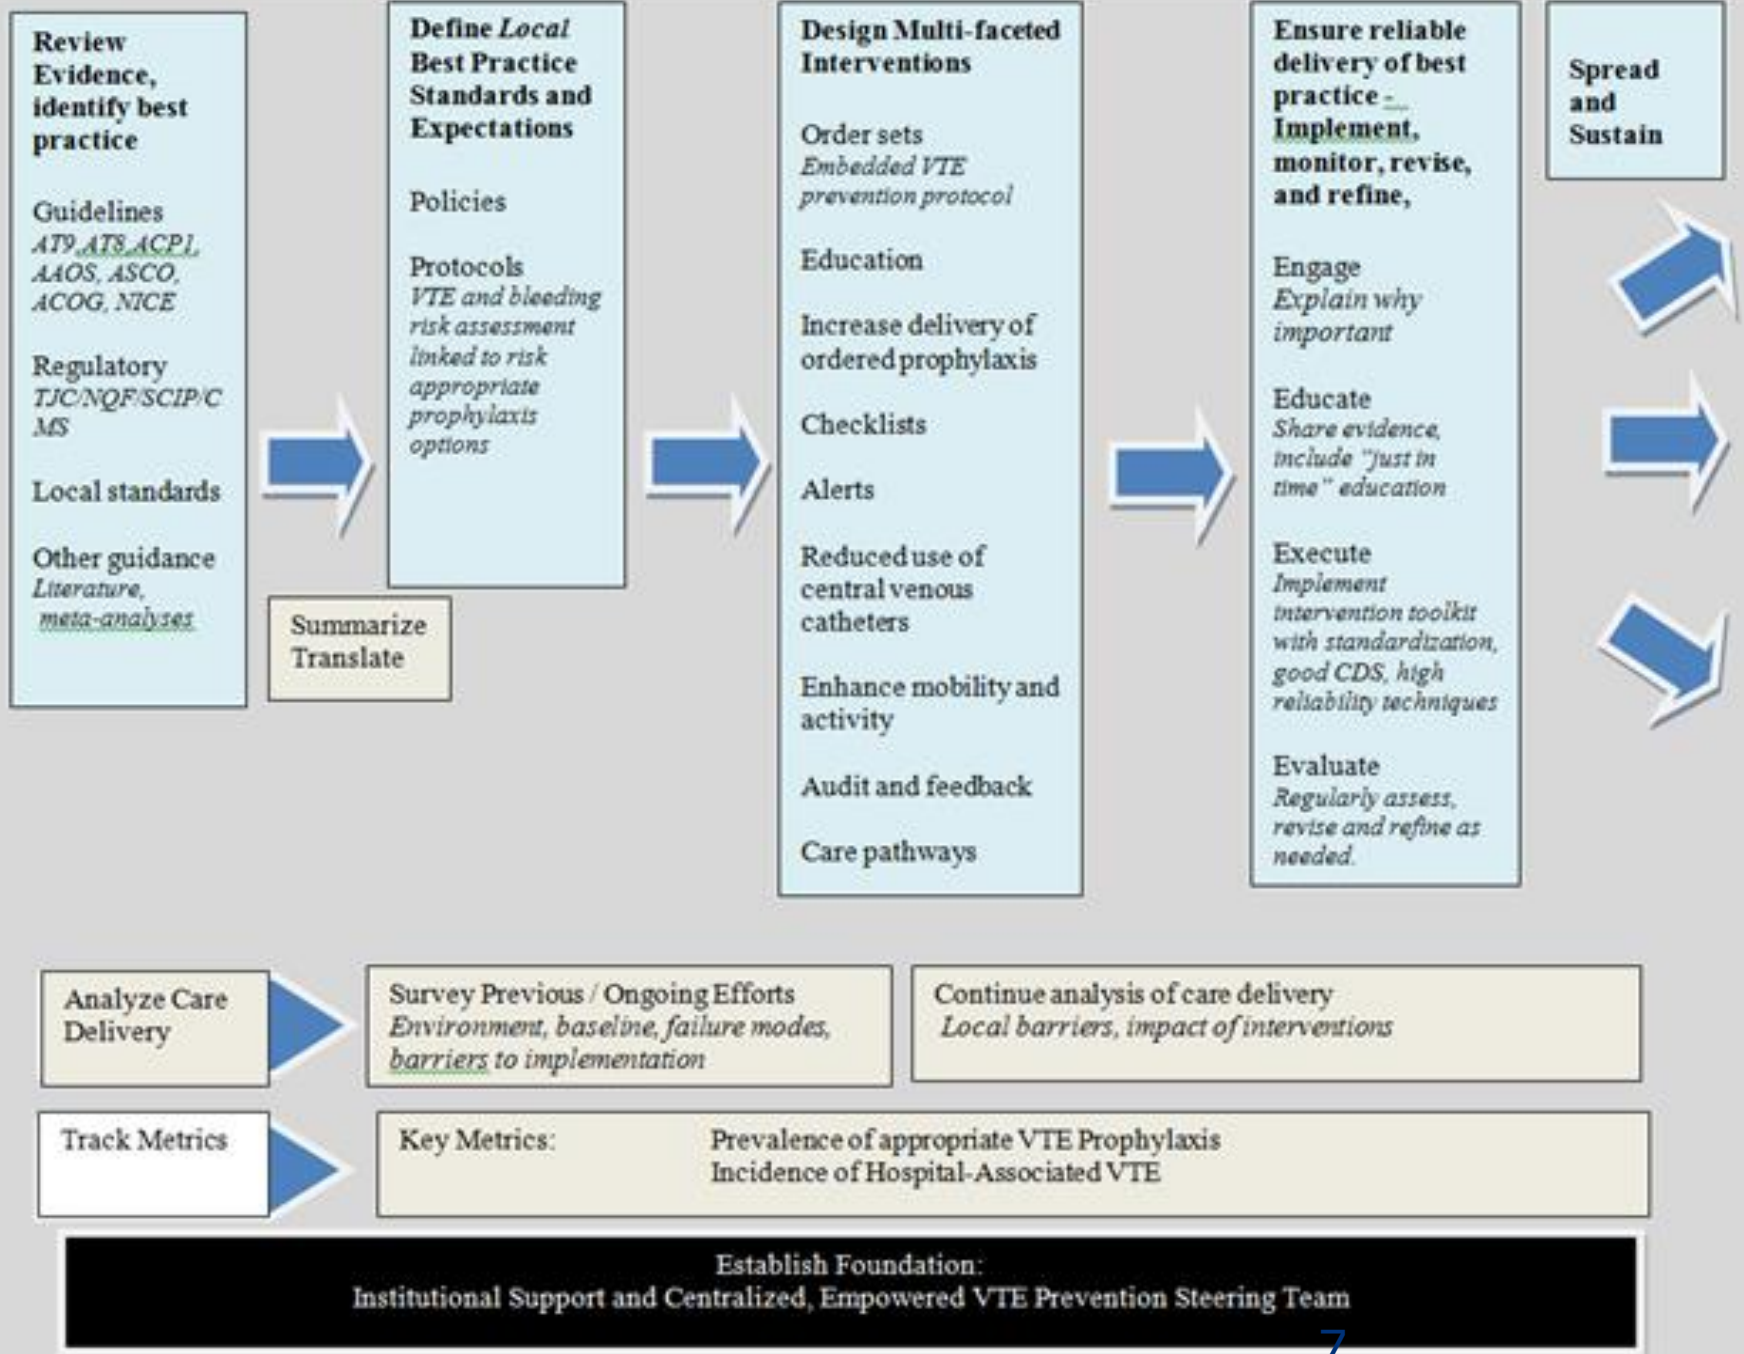 Review
Evidence,
identify best
practice
Guidelines
AT9,AT8,ACP1,
AAOS, ASCO,
ACOG, NICE
Regulatory
TJC/NQF/SCIP/C
MS
Local standards
Other guidance
Literature,
meta-analyses
Summarize
Translate
Define Local
Best Practice
Standards and
Expectations
Policies
Protocols
VTE and bleeding
risk assessment
linked to risk
appropriate
prophylaxis
options
Design Multi-faceted
Interventions
Order sets
Embedded VTE
prevention protocol
Education
Increase delivery of
ordered prophylaxis
Checklists
Alerts
Reduced use of
central venous
catheters
Enhance mobility and
activity
Audit and feedback
Care pathways
Ensure reliable
delivery of best
practice -
Implement,
monitor, revise,
and refine,
Engage
Explain why
important
Educate
Share evidence,
include "just in
time" education
Execute
Implement
intervention toolkit
with standardization,
good CDS, high
reliability techniques
Evaluate
Regularly assess,
revise and refine as
needed.
Spread
and
Sustain
Analyze Care
Delivery
Survey Previous / Ongoing Efforts
Environment, baseline, failure modes,
barriers to implementation
Continue analysis of care delivery
Local barriers, impact of interventions
Track Metrics
Key Metrics: Prevalence of appropriate VTE Prophylaxis
Incidence of Hospital-Associated VTE
Establish Foundation:
Institutional Support and Centralized, Empowered VTE Prevention Steering Team
7